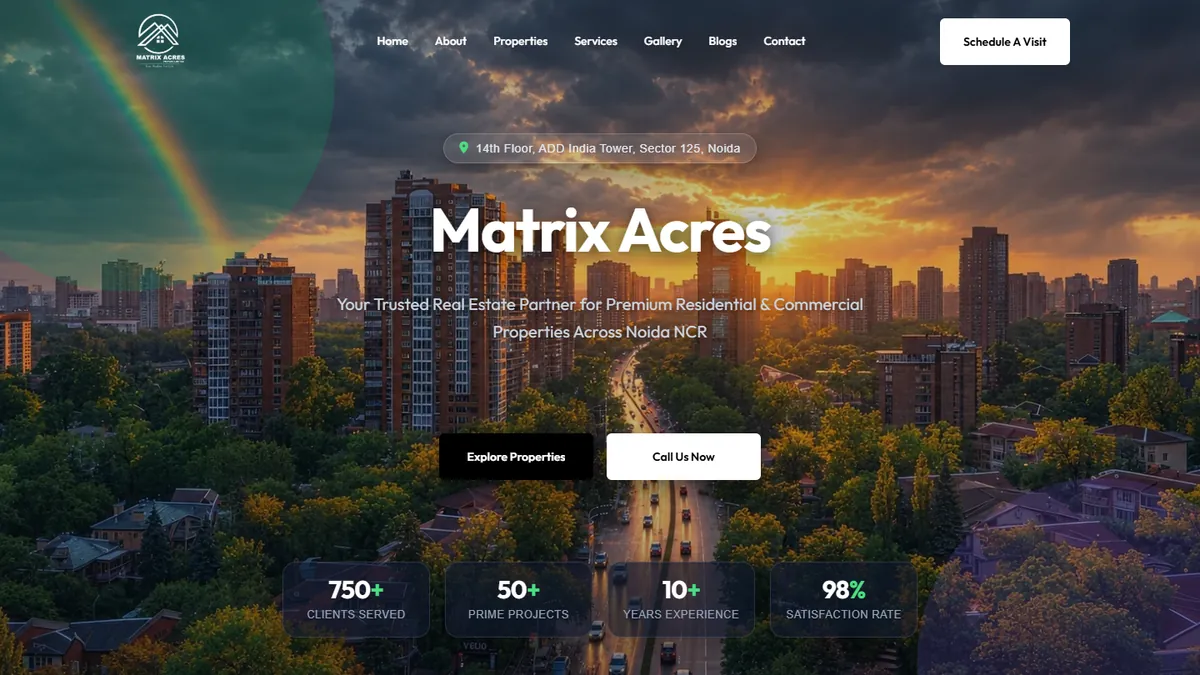 MATRIX ACRES
Home About Properties Services Gallery Blogs Contact
Schedule A Visit
14th Floor, ADD India Tower, Sector 125, Noida
Matrix Acres
Your Trusted Real Estate Partner for Premium Residential & Commercial
Properties Across Noida NCR
Explore Properties Call Us Now
750+ 50+ 10+ 98%
CLIENTS SERVED PRIME PROJECTS YEARS EXPERIENCE SATISFACTION RATE